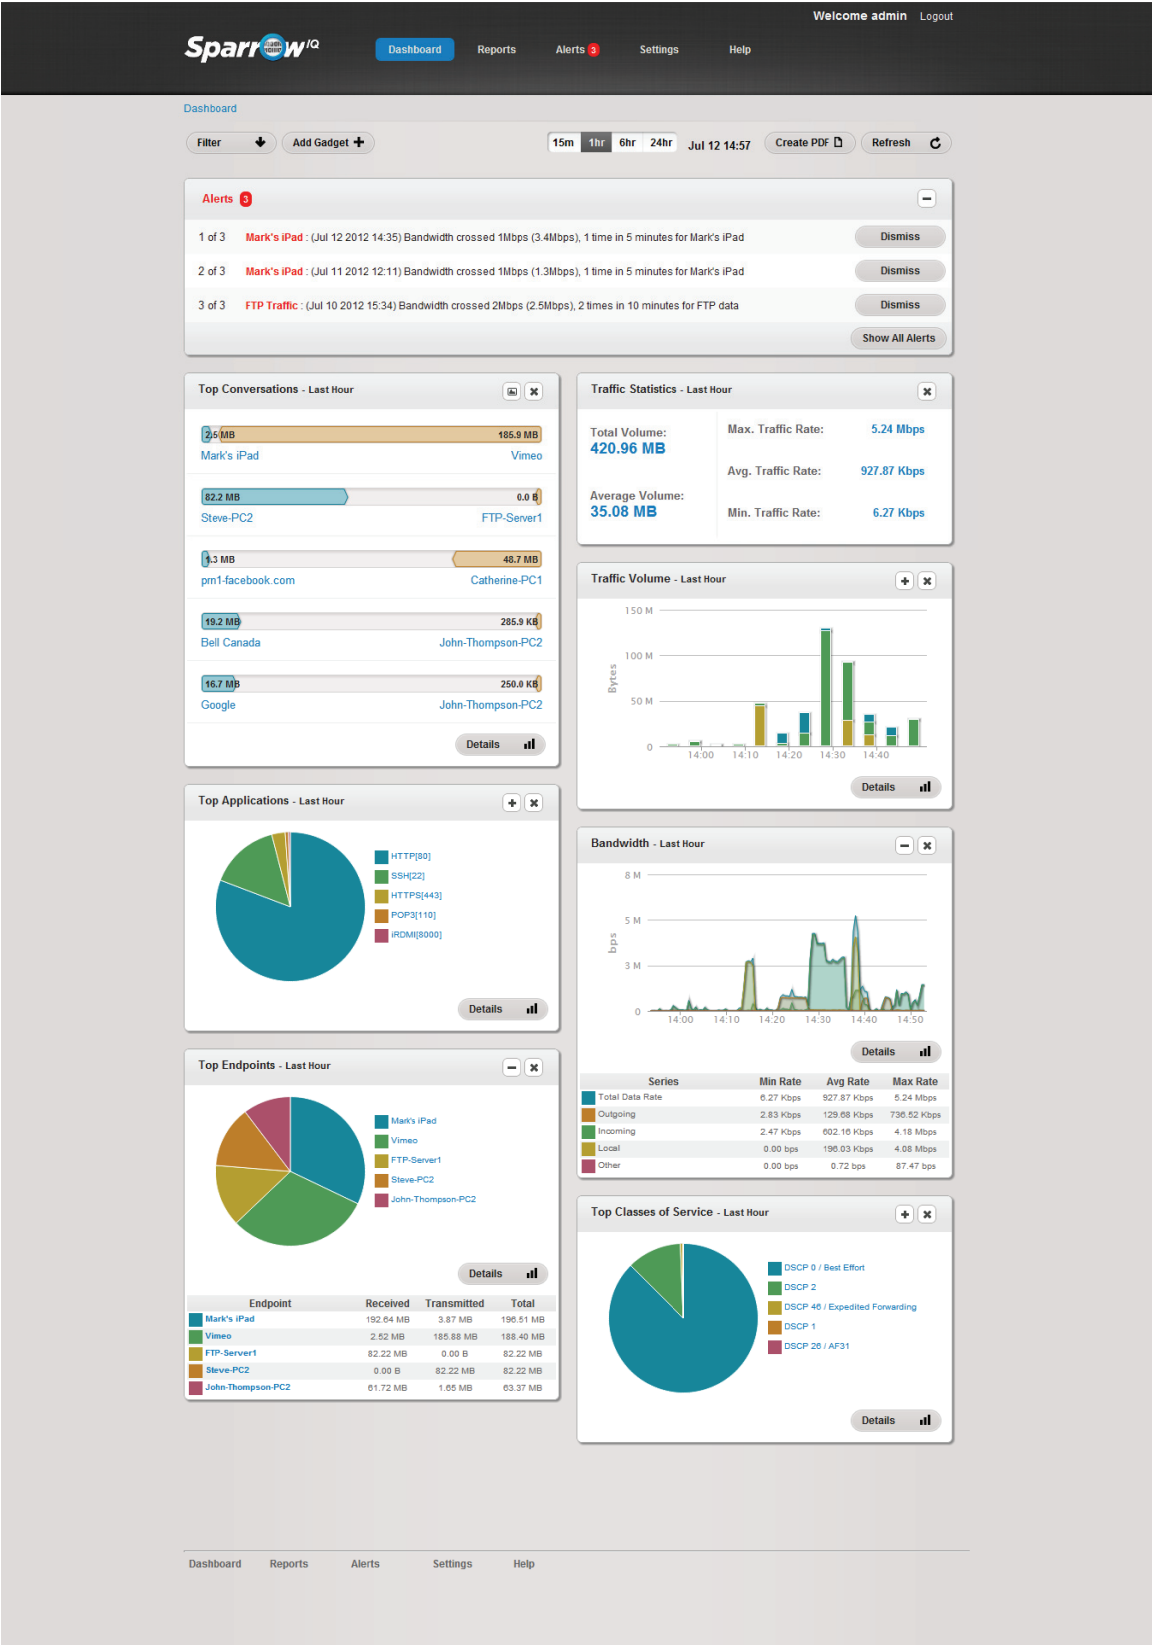 Welcome admin Logout
Sparrow IQ
Dashboard Reports Alerts 3 Settings Help
Dashboard
Filter Add Gadget 15m 1hr 6hr 24hr Jul 12 14:57 Create PDF Refresh
Alerts 3
1 of 3 Mark's iPad : (Jul 12 2012 14:35) Bandwidth crossed 1Mbps (3.4Mbps), 1 time in 5 minutes for Mark's iPad Dismiss
2 of 3 Mark's iPad : (Jul 11 2012 12:11) Bandwidth crossed 1Mbps (1.3Mbps), 1 time in 5 minutes for Mark's iPad Dismiss
3 of 3 FTP Traffic : (Jul 10 2012 15:34) Bandwidth crossed 2Mbps (2.5Mbps), 2 times in 10 minutes for FTP data Dismiss
Show All Alerts
Top Conversations - Last Hour
2.5 MB 185.9 MB
Mark's iPad Vimeo
82.2 MB 0.0 B
Steve-PC2 FTP-Server1
1.3 MB 48.7 MB
prn1-facebook.com Catherine-PC1
19.2 MB 285.9 KB
Bell Canada John-Thompson-PC2
16.7 MB 250.0 KB
Google John-Thompson-PC2
Details
Top Applications - Last Hour
HTTP[80]
SSH[22]
HTTPS[443]
POP3[110]
iRDMI[8000]
Details
Top Endpoints - Last Hour
Mark's iPad
Vimeo
FTP-Server1
Steve-PC2
John-Thompson-PC2
Details
Endpoint Received Transmitted Total
Mark's iPad 192.64 MB 3.87 MB 196.51 MB
Vimeo 2.52 MB 185.88 MB 188.40 MB
FTP-Server1 82.22 MB 0.00 B 82.22 MB
Steve-PC2 0.00 B 82.22 MB 82.22 MB
John-Thompson-PC2 61.72 MB 1.65 MB 63.37 MB
Traffic Statistics - Last Hour
Total Volume:
420.96 MB
Average Volume:
35.08 MB
Max. Traffic Rate: 5.24 Mbps
Avg. Traffic Rate: 927.87 Kbps
Min. Traffic Rate: 6.27 Kbps
Traffic Volume - Last Hour
150 M
100 M
Bytes
50 M
0
14:00 14:10 14:20 14:30 14:40
Details
Bandwidth - Last Hour
8 M
5 M
bps
3 M
0
14:00 14:10 14:20 14:30 14:40 14:50
Details
Series Min Rate Avg Rate Max Rate
Total Data Rate 6.27 Kbps 927.87 Kbps 5.24 Mbps
Outgoing 2.83 Kbps 129.68 Kbps 736.52 Kbps
Incoming 2.47 Kbps 602.16 Kbps 4.18 Mbps
Local 0.00 bps 196.03 Kbps 4.08 Mbps
Other 0.00 bps 0.72 bps 87.47 bps
Top Classes of Service - Last Hour
DSCP 0 / Best Effort
DSCP 2
DSCP 46 / Expedited Forwarding
DSCP 1
DSCP 26 / AF31
Details
Dashboard Reports Alerts Settings Help